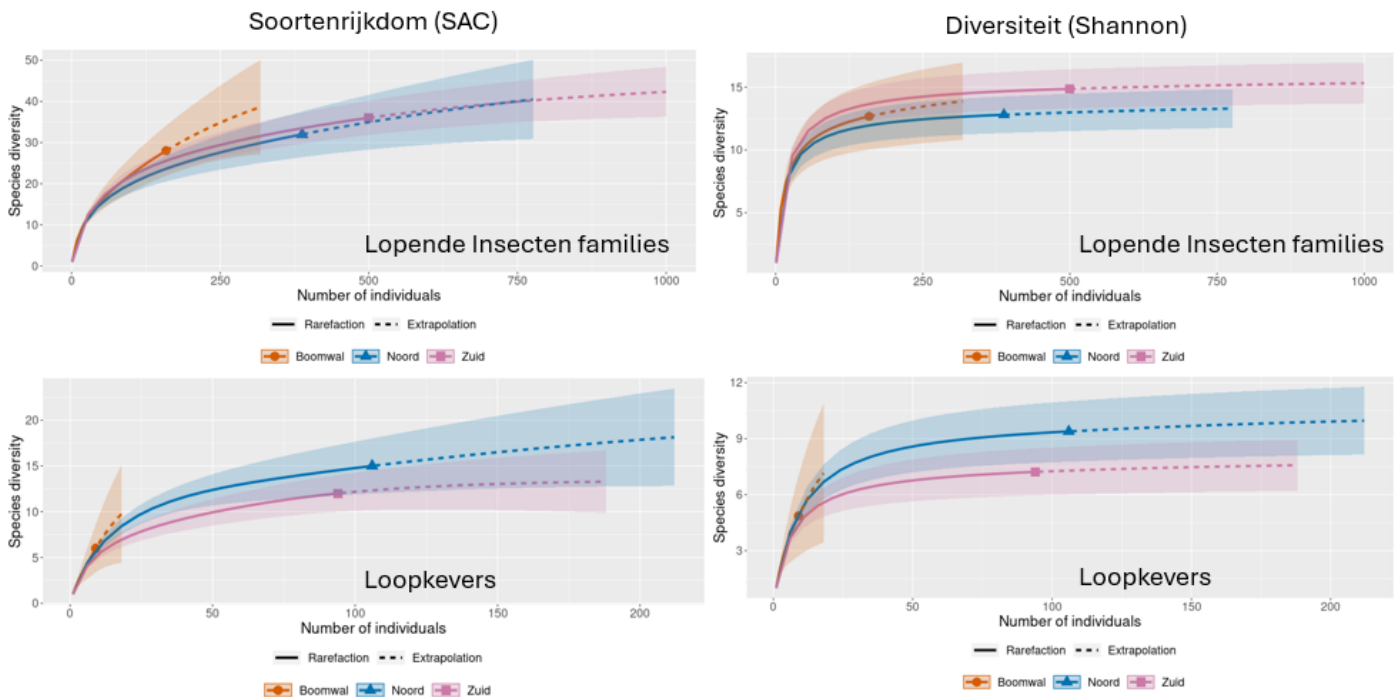 Soortenrijkdom (SAC)
Diversiteit (Shannon)
50
40
30
20
10
0
Species diversity
Lopende Insecten families
0 250 500 750 1000
Number of individuals
Rarefaction Extrapolation
Boomwal Noord Zuid
15
10
5
Species diversity
Lopende Insecten families
0 250 500 750 1000
Number of individuals
Rarefaction Extrapolation
Boomwal Noord Zuid
20
15
10
5
0
Species diversity
Loopkevers
0 50 100 150 200
Number of individuals
Rarefaction Extrapolation
Boomwal Noord Zuid
12
9
6
3
Species diversity
Loopkevers
0 50 100 150 200
Number of individuals
Rarefaction Extrapolation
Boomwal Noord Zuid